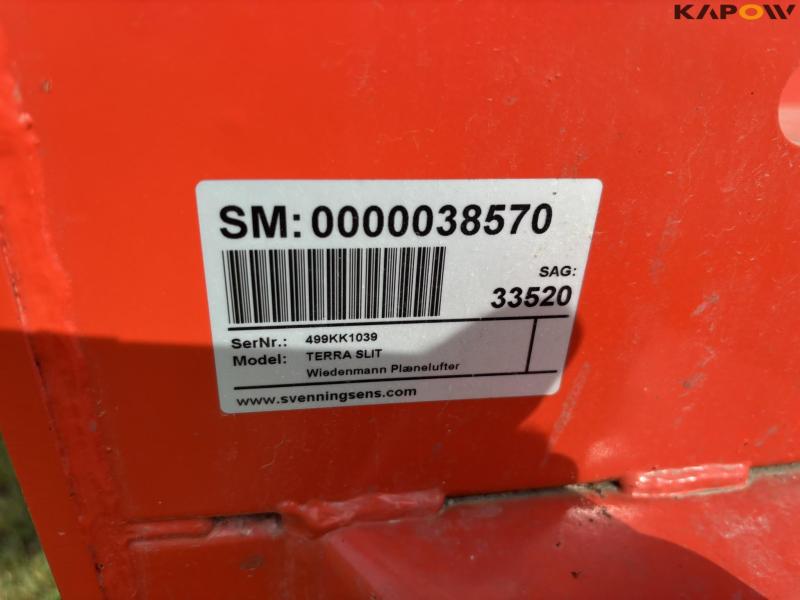 KAPOW
SM: 0000038570
SAG:
33520
SerNr.: 499KK1039
Model: TERRA SLIT
Wiedenmann Plænelufter
www.svenningsens.com